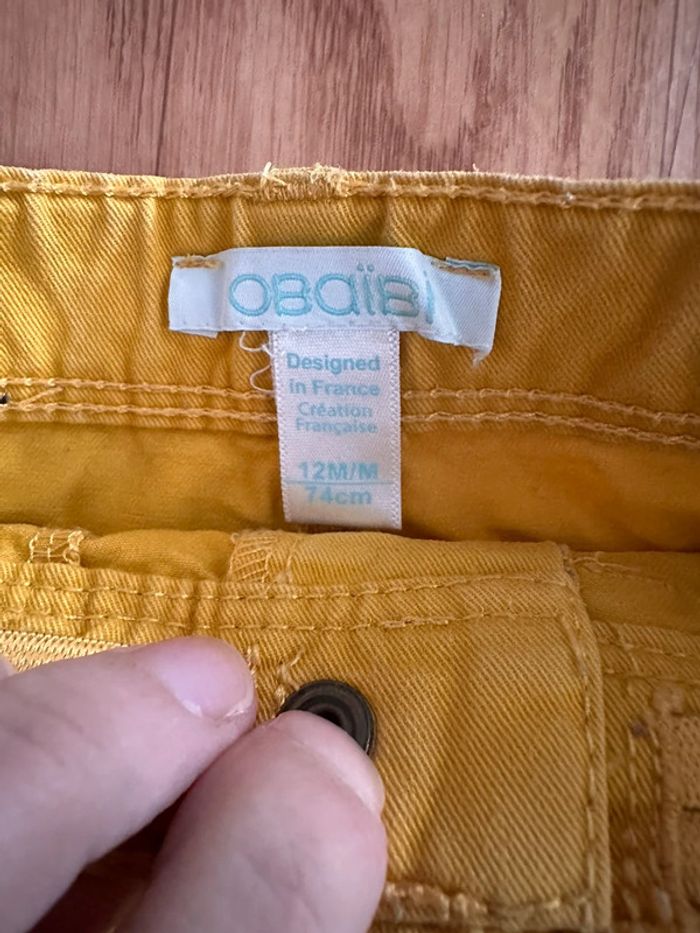 OBaïBi
Designed
in France
Création
Française
12M/M
74cm